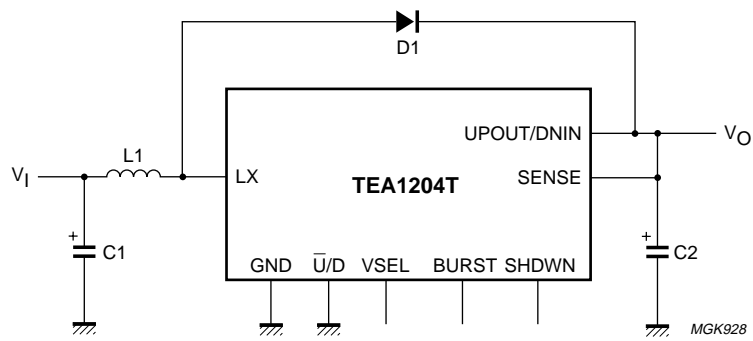 D1
UPOUT/DNIN
V_O
L1
V_I
LX
TEA1204T
SENSE
+
C1
+
C2
GND
U̅/D
VSEL
BURST
SHDWN
MGK928